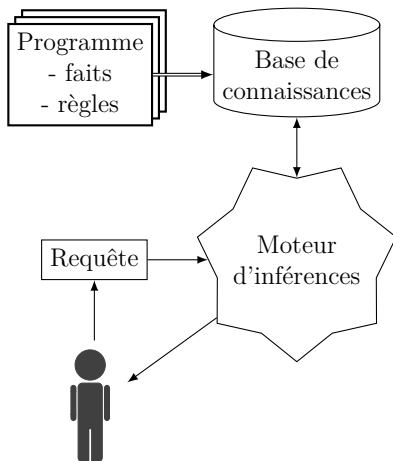 Programme
- faits
- règles
Base de
connaissances
Moteur
d'inférences
Requête